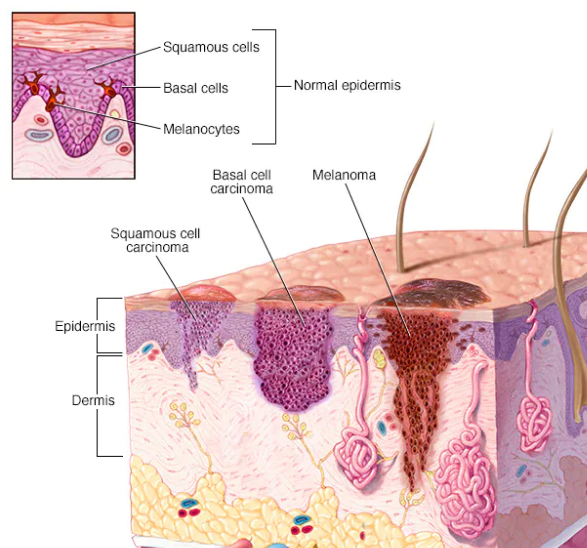 Squamous cells
Basal cells
Normal epidermis
Melanocytes
Basal cell
carcinoma
Melanoma
Squamous cell
carcinoma
Epidermis
Dermis